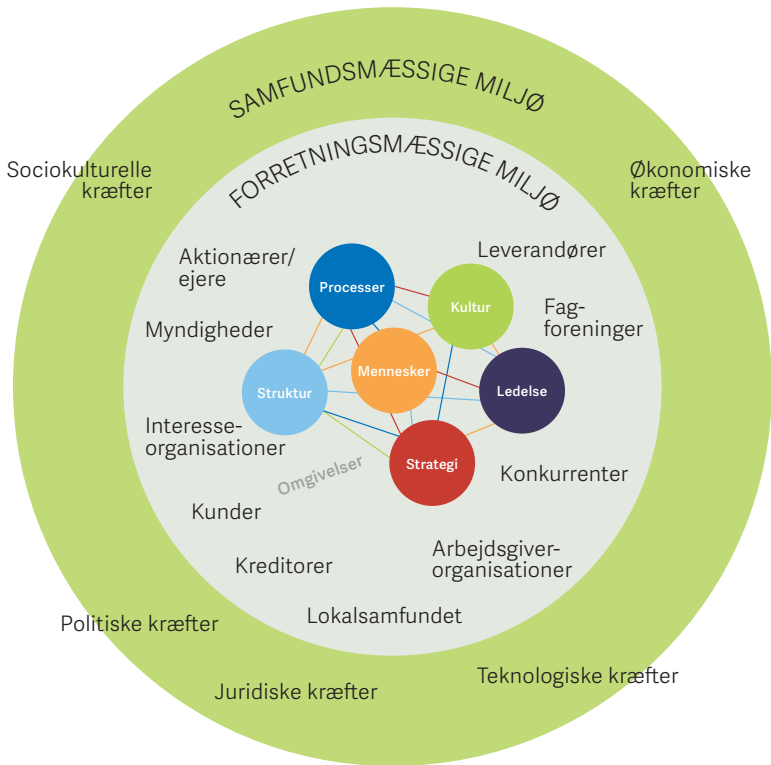 SAMFUNDSMÆSSIGE MILJØ
FORRETNINGSMÆSSIGE MILJØ
Sociokulturelle
kræfter
Økonomiske
kræfter
Aktionærer/
ejere
Leverandører
Processer
Kultur
Fag-
foreninger
Myndigheder
Mennesker
Struktur
Ledelse
Interesse-
organisationer
Strategi
Omgivelser
Konkurrenter
Kunder
Kreditorer
Arbejdsgiver-
organisationer
Lokalsamfundet
Politiske kræfter
Juridiske kræfter
Teknologiske kræfter